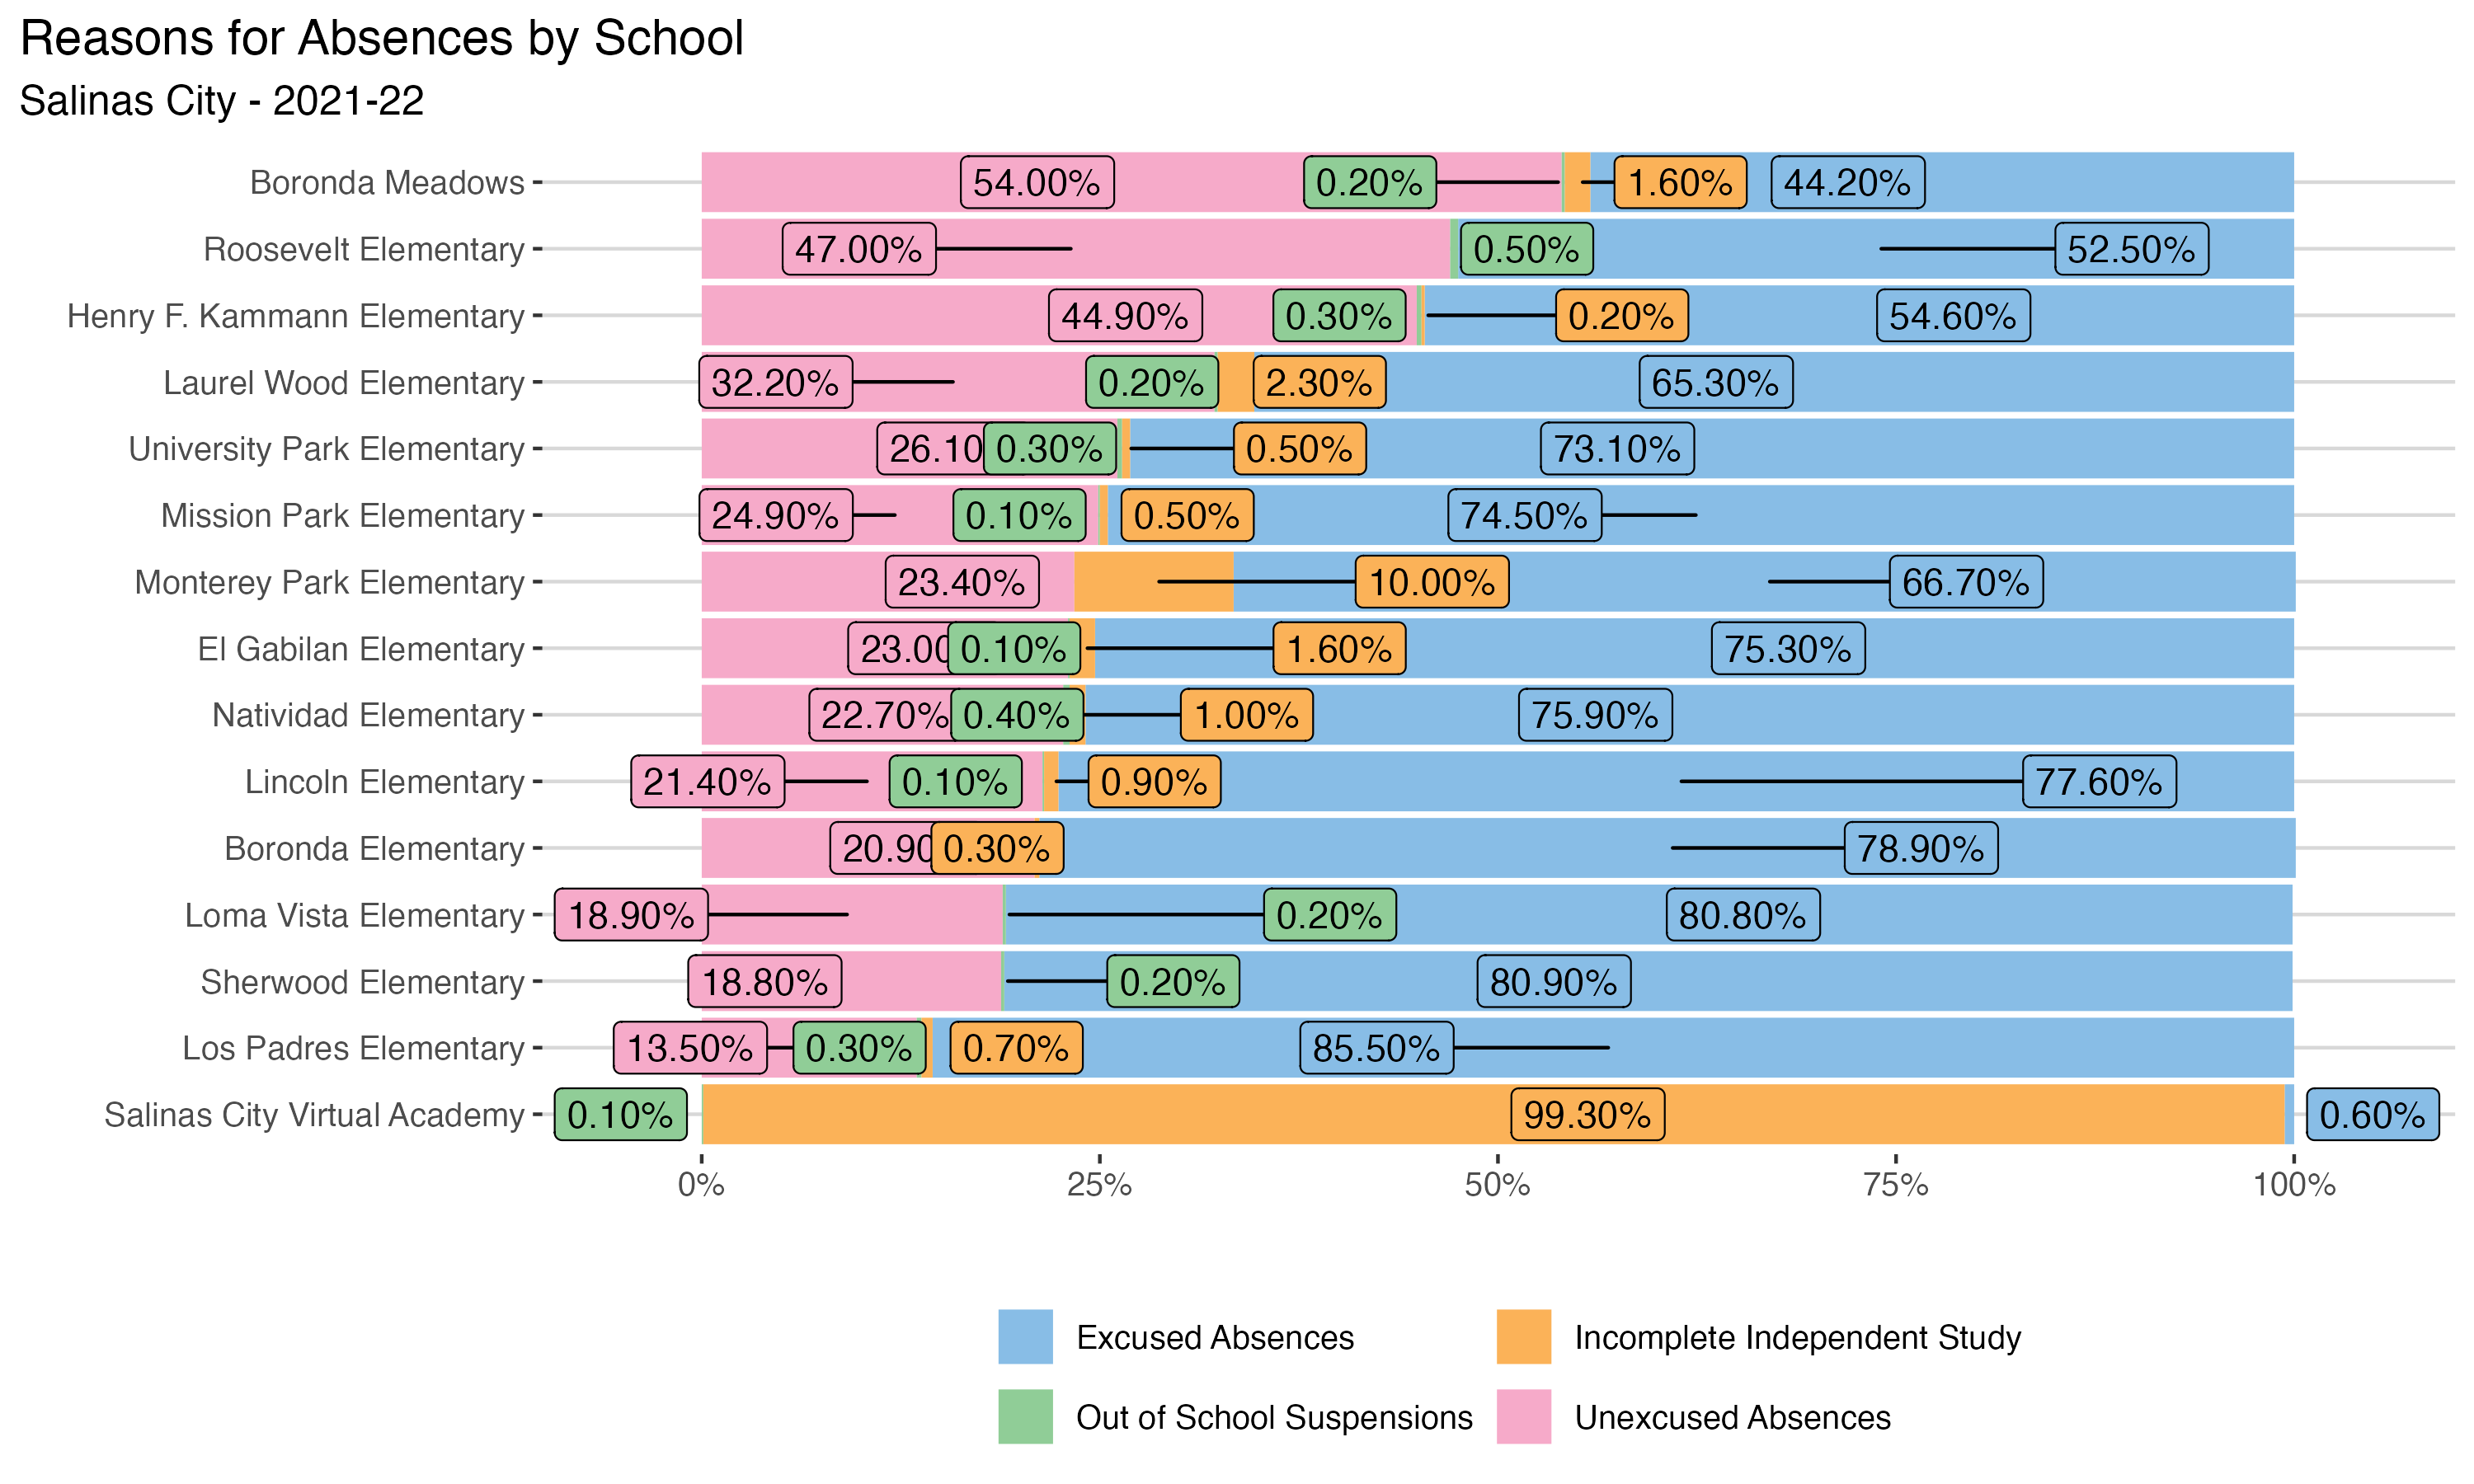 Reasons for Absences by School
Salinas City - 2021-22
Boronda Meadows 54.00% 0.20% 1.60% 44.20%
Roosevelt Elementary 47.00% 0.50% 52.50%
Henry F. Kammann Elementary 44.90% 0.30% 0.20% 54.60%
Laurel Wood Elementary 32.20% 0.20% 2.30% 65.30%
University Park Elementary 26.10 0.30% 0.50% 73.10%
Mission Park Elementary 24.90% 0.10% 0.50% 74.50%
Monterey Park Elementary 23.40% 10.00% 66.70%
El Gabilan Elementary 23.00 0.10% 1.60% 75.30%
Natividad Elementary 22.70% 0.40% 1.00% 75.90%
Lincoln Elementary 21.40% 0.10% 0.90% 77.60%
Boronda Elementary 20.90 0.30% 78.90%
Loma Vista Elementary 18.90% 0.20% 80.80%
Sherwood Elementary 18.80% 0.20% 80.90%
Los Padres Elementary 13.50% 0.30% 0.70% 85.50%
Salinas City Virtual Academy 0.10% 99.30% 0.60%
0% 25% 50% 75% 100%
Excused Absences Incomplete Independent Study
Out of School Suspensions Unexcused Absences